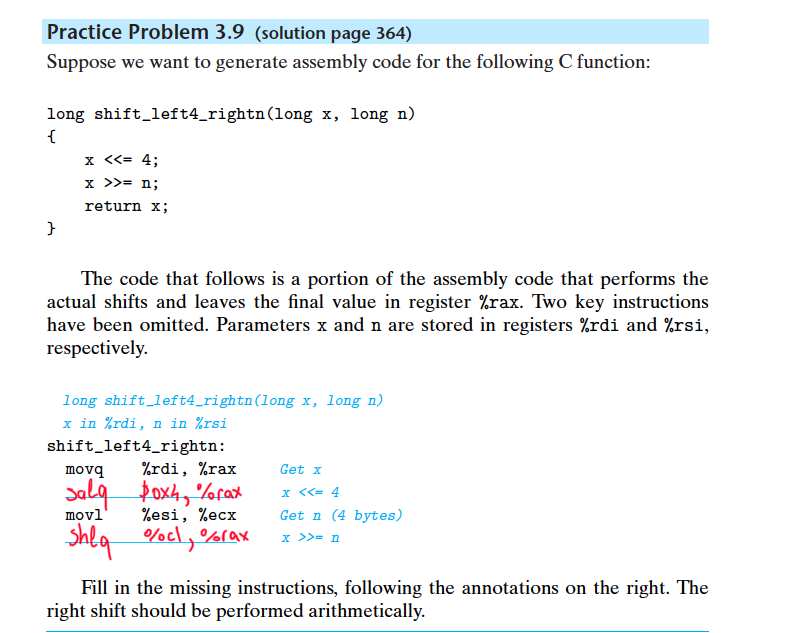 Practice Problem 3.9 (solution page 364)
Suppose we want to generate assembly code for the following C function:
long shift_left4_rightn(long x, long n)
{
x <<= 4;
x >>= n;
return x;
}
The code that follows is a portion of the assembly code that performs the
actual shifts and leaves the final value in register %rax. Two key instructions
have been omitted. Parameters x and n are stored in registers %rdi and %rsi,
respectively.
long shift_left4_rightn(long x, long n)
x in %rdi, n in %rsi
shift_left4_rightn:
movq %rdi, %rax Get x
salq $0x4, %rax x <<= 4
movl %esi, %ecx Get n (4 bytes)
shlq %cl, %rax x >>= n
Fill in the missing instructions, following the annotations on the right. The
right shift should be performed arithmetically.